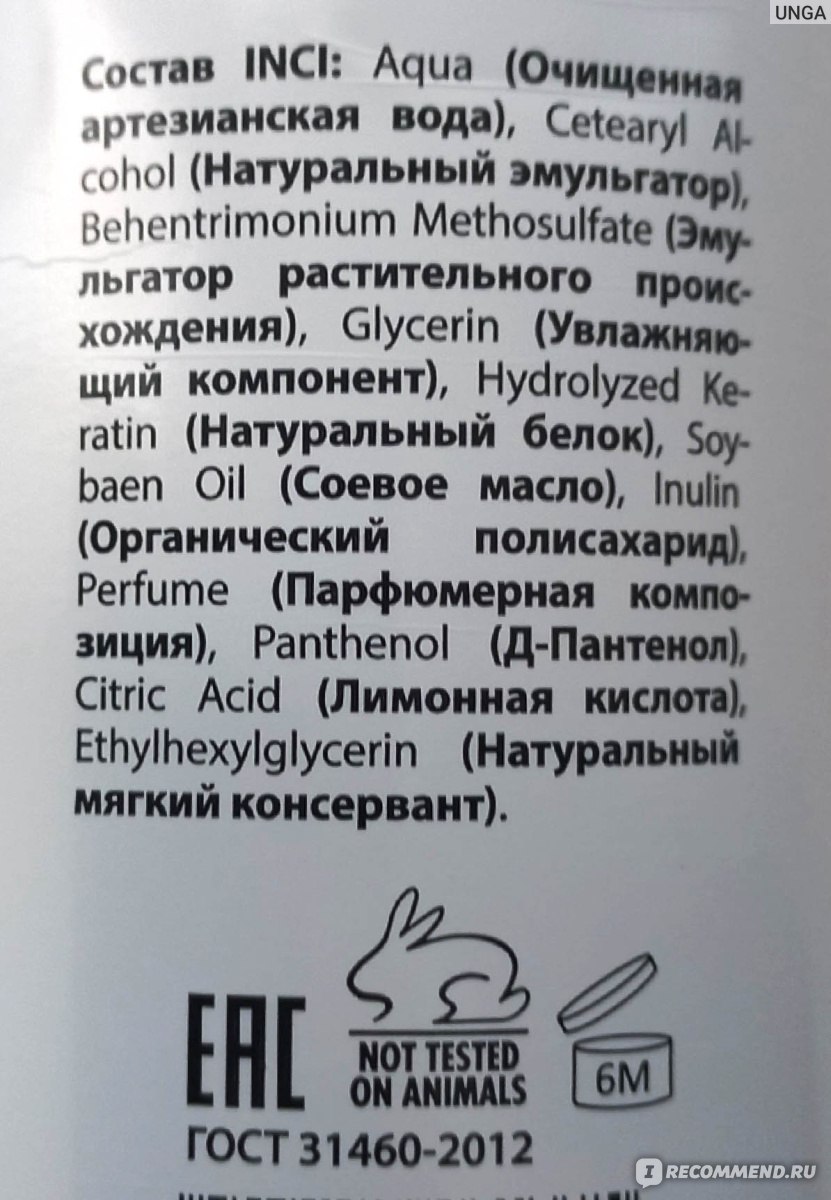 UNGA
Состав INCI: Aqua (Очищенная
артезианская вода), Cetearyl Al-
cohol (Натуральный эмульгатор),
Behentrimonium Methosulfate (Эму-
льгатор растительного проис-
хождения), Glycerin (Увлажняю-
щий компонент), Hydrolyzed Ke-
ratin (Натуральный белок), Soy-
baen Oil (Соевое масло), Inulin
(Органический полисахарид),
Perfume (Парфюмерная компо-
зиция), Panthenol (Д-Пантенол),
Citric Acid (Лимонная кислота),
Ethylhexylglycerin (Натуральный
мягкий консервант).
EAC
NOT TESTED
ON ANIMALS
6M
ГОСТ 31460-2012
IRECOMMEND.RU